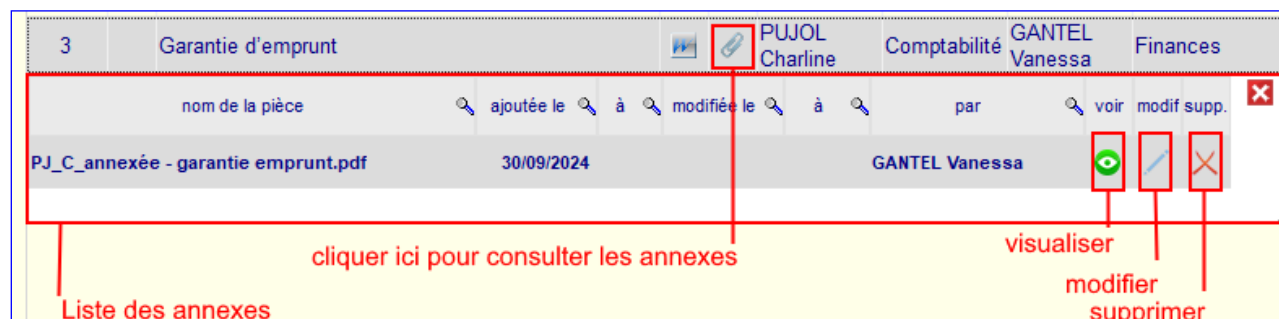 3 Garantie d'emprunt PUJOL Charline Comptabilité GANTEL Vanessa Finances
nom de la pièce ajoutée le à modifiée le à par voir modif supp.
PJ_C_annexée - garantie emprunt.pdf 30/09/2024 GANTEL Vanessa
cliquer ici pour consulter les annexes visualiser
modifier
Liste des annexes supprimer